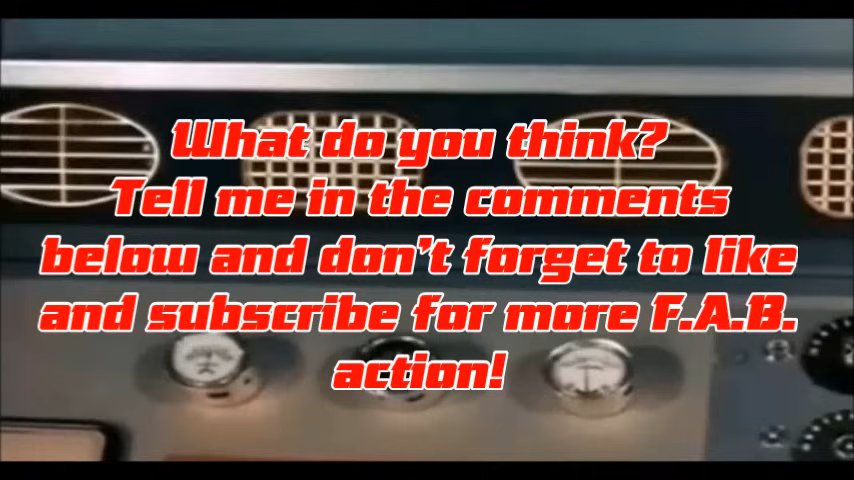 What do you think?
Tell me in the comments
below and don't forget to like
and subscribe for more F.A.B.
action!